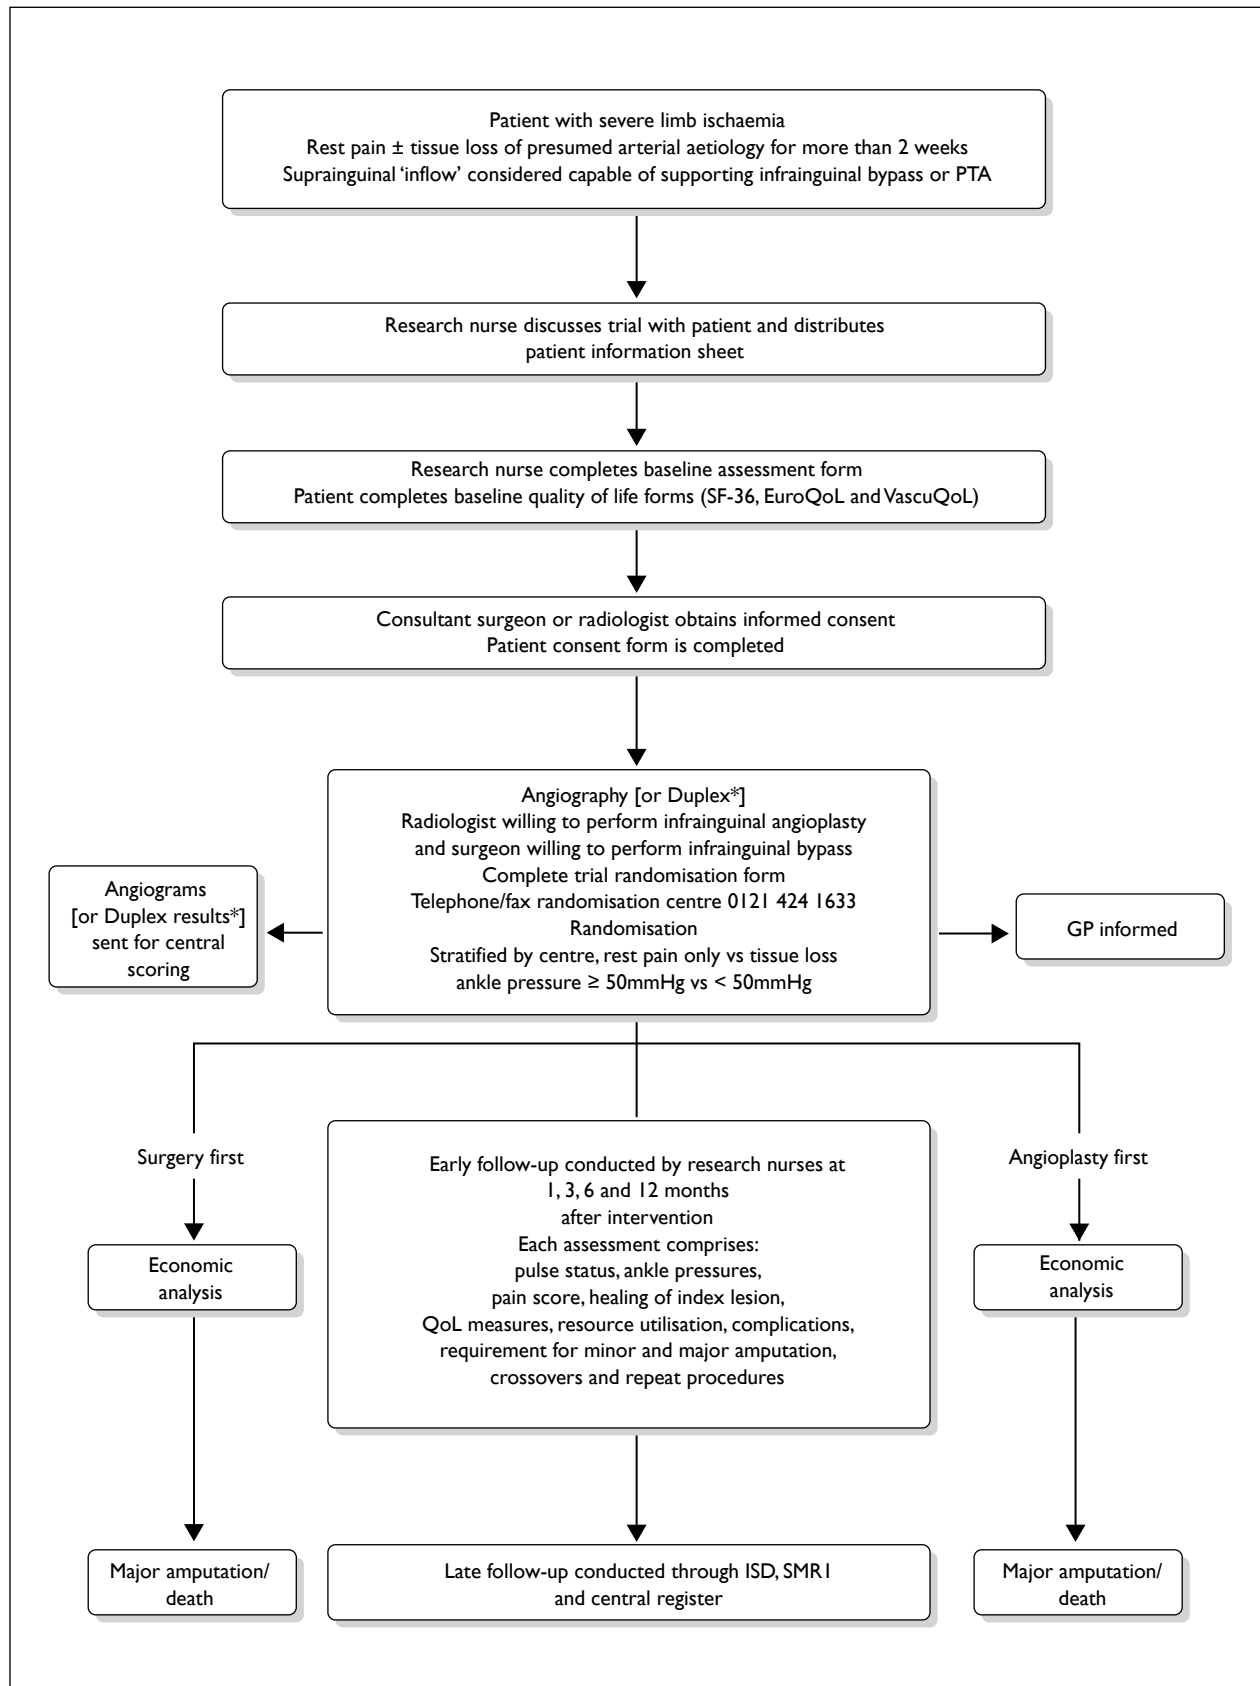 Patient with severe limb ischaemia
Rest pain ± tissue loss of presumed arterial aetiology for more than 2 weeks
Suprainguinal ‘inflow’ considered capable of supporting infrainguinal bypass or PTA
Research nurse discusses trial with patient and distributes
patient information sheet
Research nurse completes baseline assessment form
Patient completes baseline quality of life forms (SF-36, EuroQoL and VascuQoL)
Consultant surgeon or radiologist obtains informed consent
Patient consent form is completed
Angiography [or Duplex*]
Radiologist willing to perform infrainguinal angioplasty
and surgeon willing to perform infrainguinal bypass
Complete trial randomisation form
Telephone/fax randomisation centre 0121 424 1633
Randomisation
Stratified by centre, rest pain only vs tissue loss
ankle pressure ≥ 50mmHg vs < 50mmHg
Angiograms
[or Duplex results*]
sent for central
scoring
GP informed
Surgery first
Economic
analysis
Major amputation/
death
Early follow-up conducted by research nurses at
1, 3, 6 and 12 months
after intervention
Each assessment comprises:
pulse status, ankle pressures,
pain score, healing of index lesion,
QoL measures, resource utilisation, complications,
requirement for minor and major amputation,
crossovers and repeat procedures
Late follow-up conducted through ISD, SMR1
and central register
Angioplasty first
Economic
analysis
Major amputation/
death